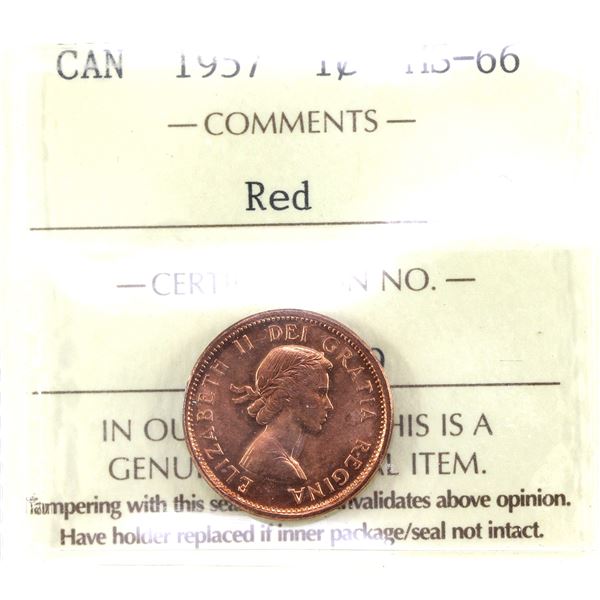 CAN 1957 1¢ MS-66
— COMMENTS —
Red
— CERT N NO. —
ELIZABETH II DEI GRATIA REGINA
IN OU HIS IS A
GENU L ITEM.
Tampering with this sea nvalidates above opinion.
Have holder replaced if inner package/seal not intact.